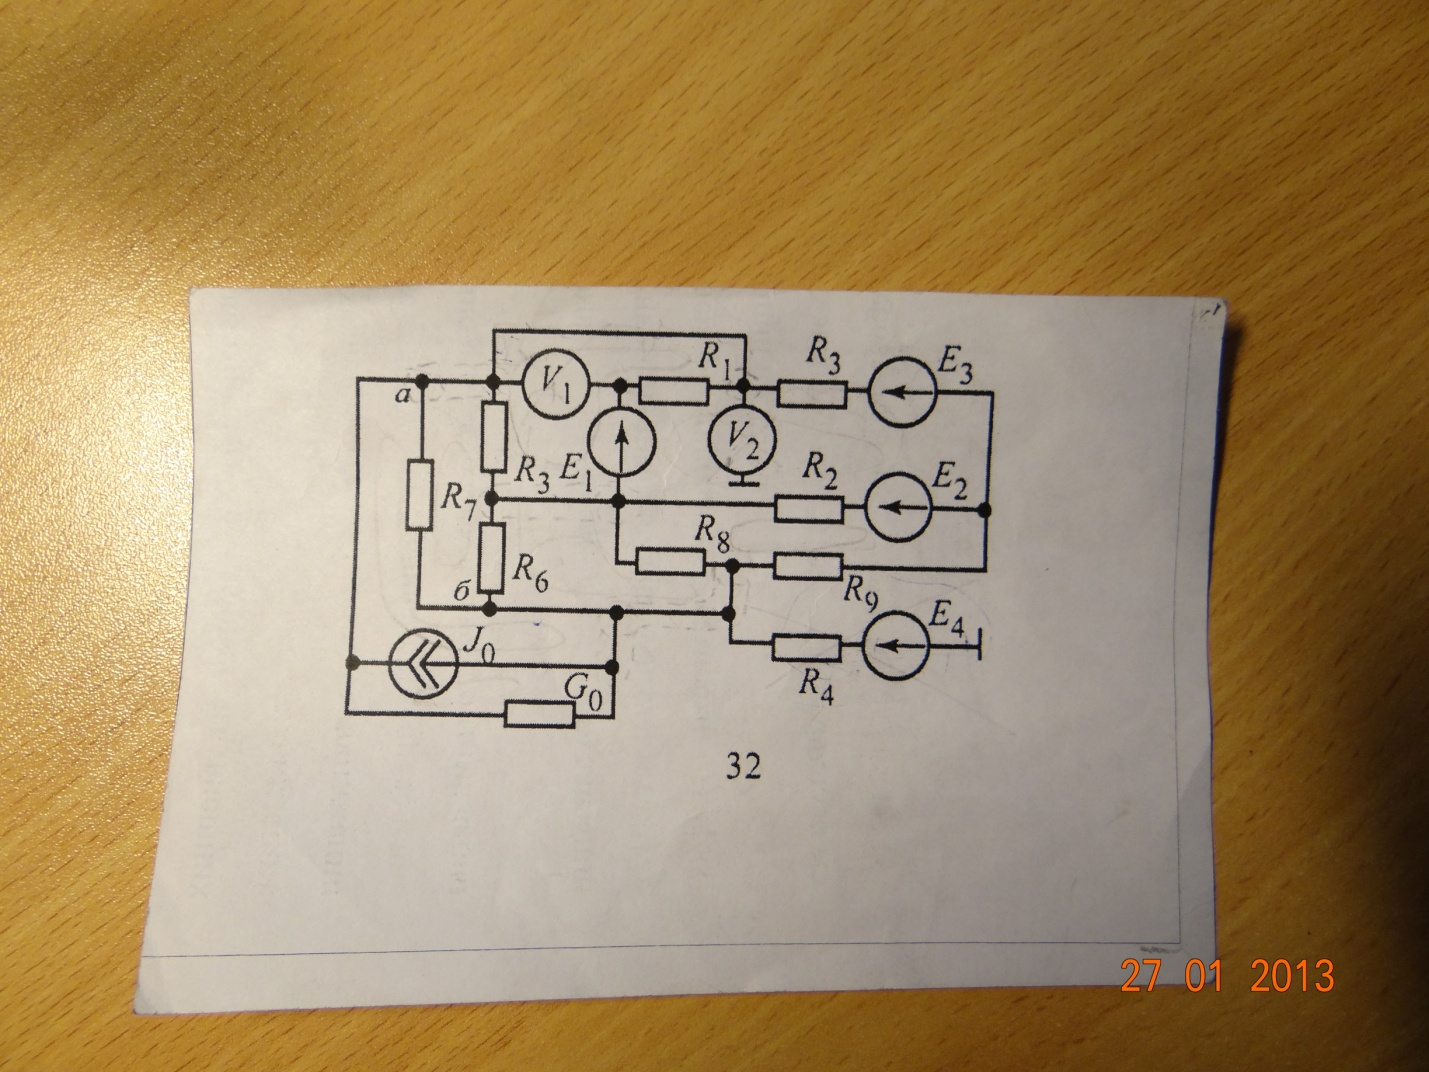 R1 R3 E3
a V1
V2
R3 E1 R2 E2
R7
R8
б R6 R9
J0 E4
G0 R4
32
27 01 2013